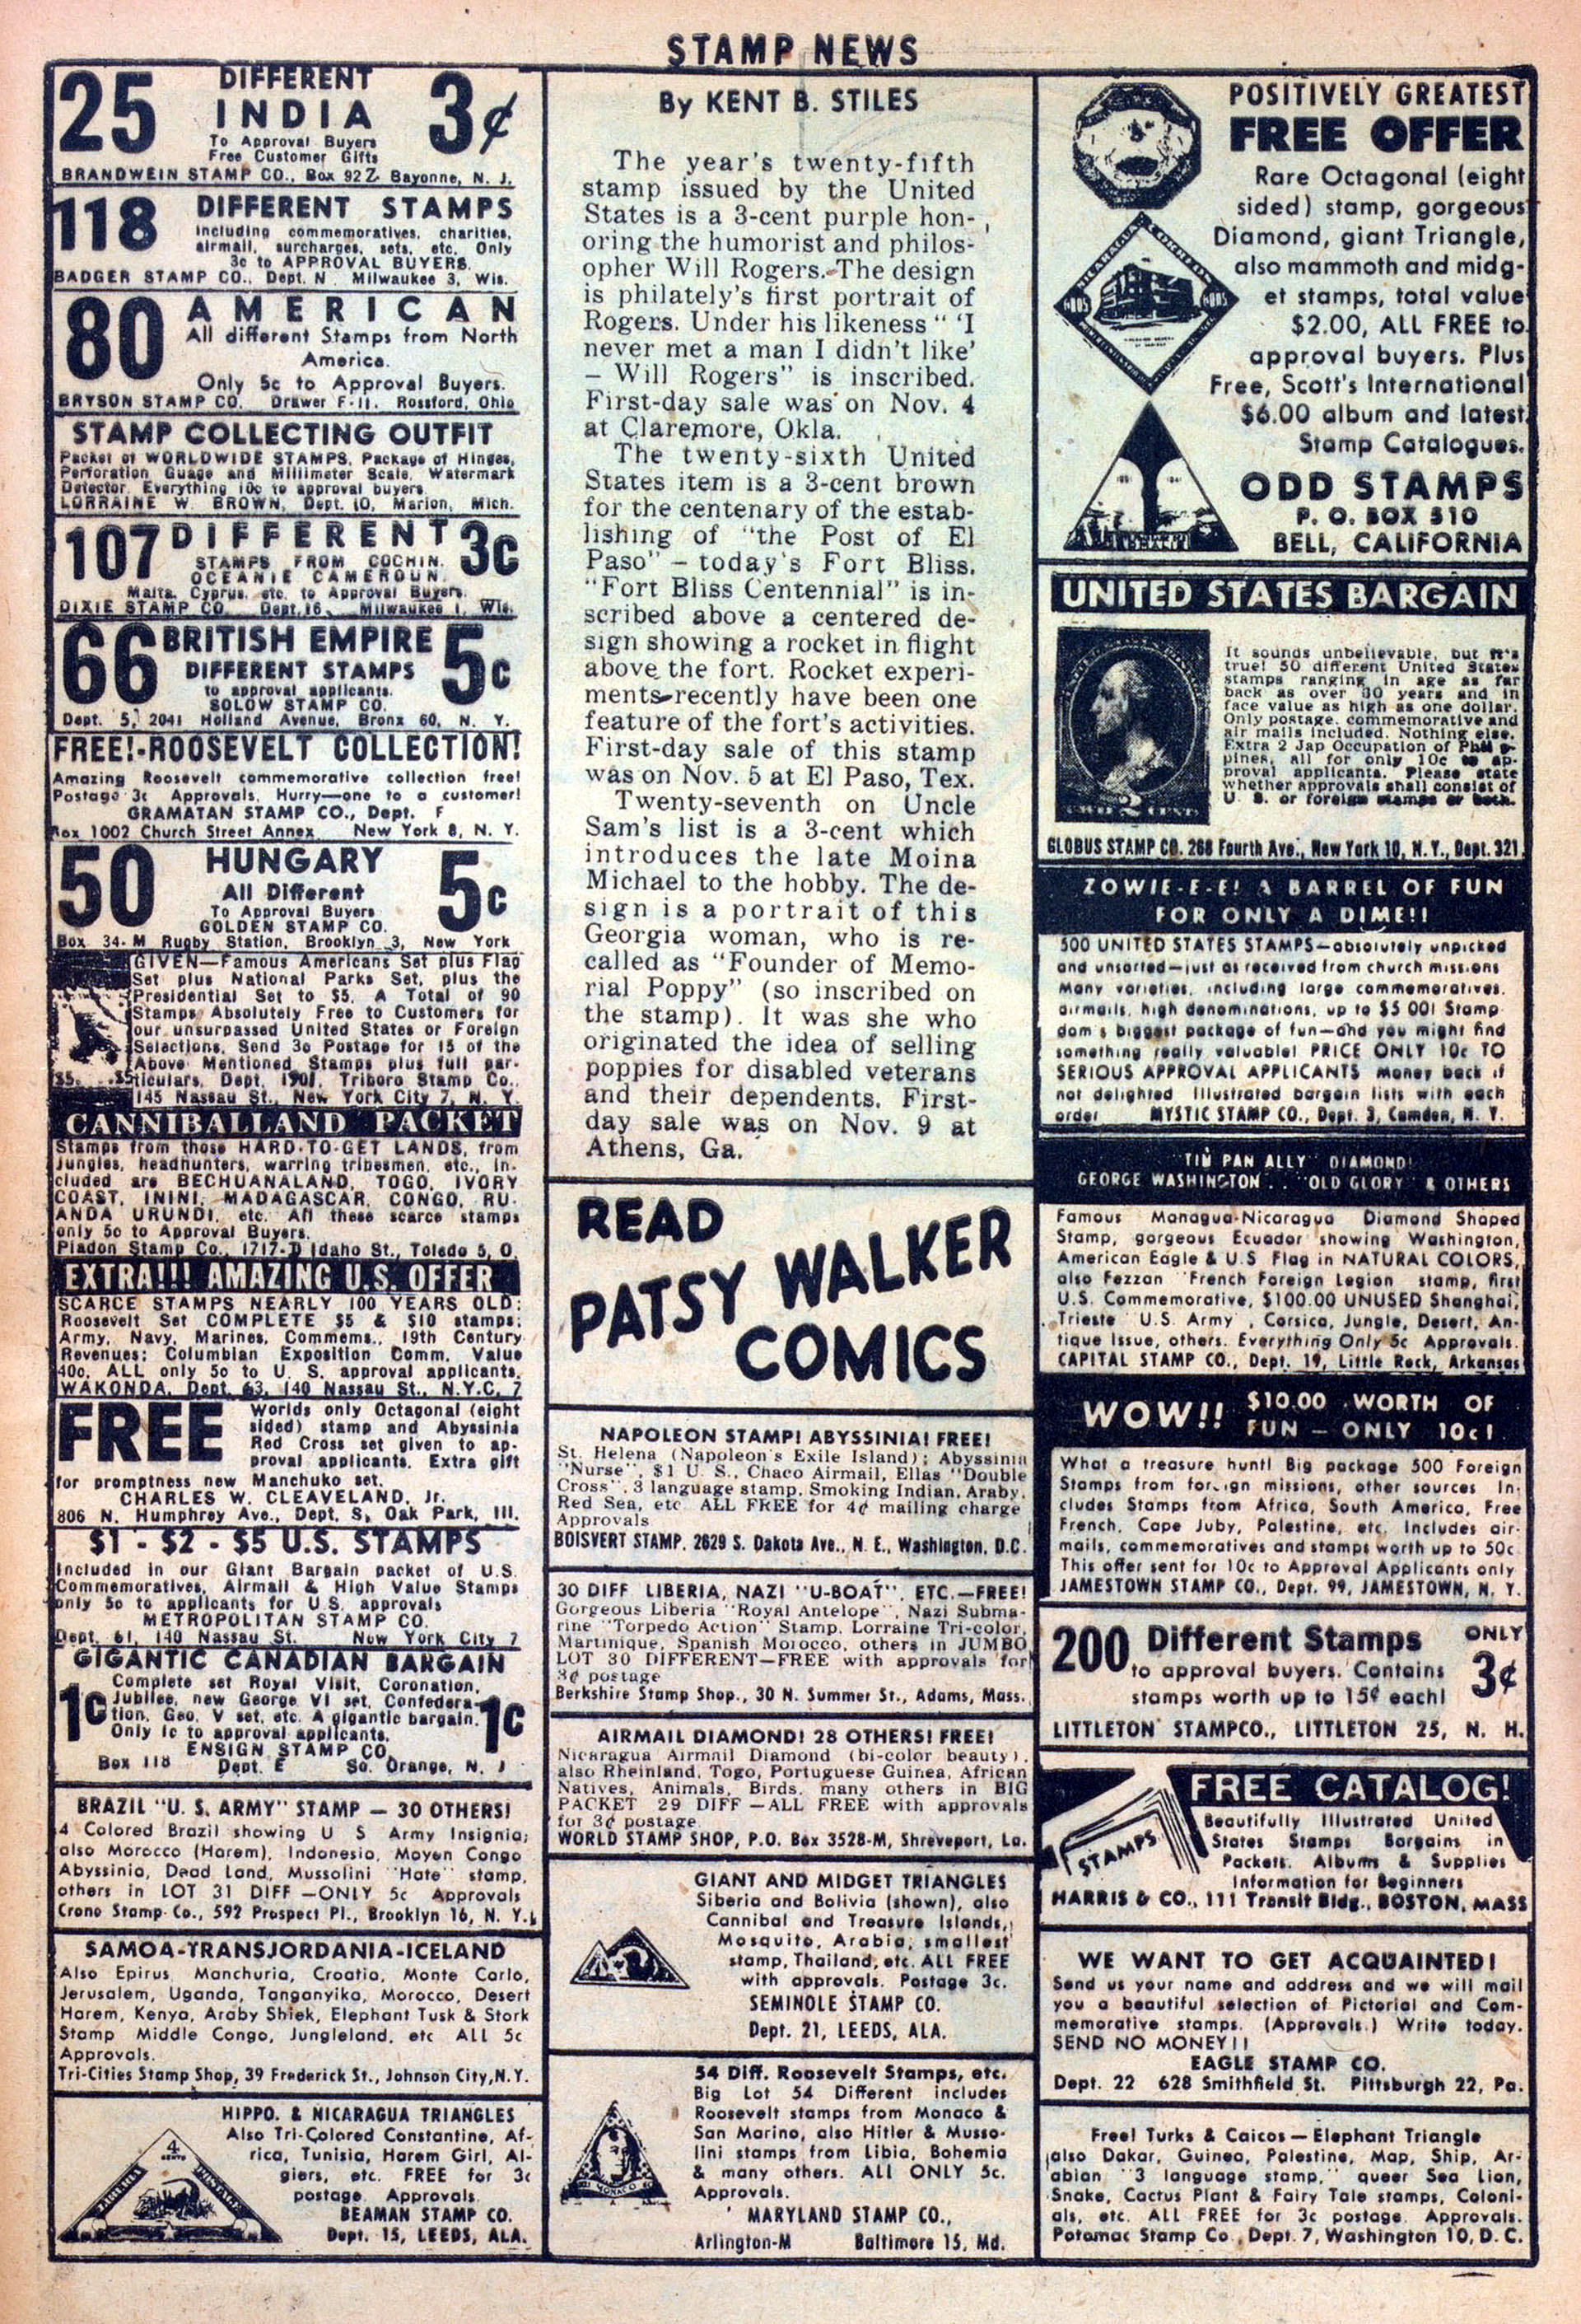 STAMP NEWS
25 DIFFERENT INDIA 3¢
To Approval Buyers
Free Customer Gifts
BRANDWEIN STAMP CO., Box 92Z Bayonne, N. J.
118 DIFFERENT STAMPS
including commemoratives, charities,
airmail, surcharges, sets, etc. Only
3c to APPROVAL BUYERS.
BADGER STAMP CO., Dept. N Milwaukee 3, Wis.
80 AMERICAN
All different Stamps from North
America.
Only 5c to Approval Buyers.
BRYSON STAMP CO. Drawer F-11. Rossford, Ohio
STAMP COLLECTING OUTFIT
Packet of WORLDWIDE STAMPS, Package of Hinges,
Perforation Guage and Millimeter Scale, Watermark
Detector. Everything 10c to approval buyers
LORRAINE W. BROWN, Dept. 10, Marion, Mich.
107 DIFFERENT 3c
STAMPS FROM COCHIN.
OCEANIE CAMEROUN.
Malta, Cyprus, etc. to Approval Buyers.
DIXIE STAMP CO. Dept. 16, Milwaukee 1, Wis.
66 BRITISH EMPIRE 5c
DIFFERENT STAMPS
to approval applicants.
SOLOW STAMP CO.
Dept. 5, 2041 Holland Avenue, Bronx 60, N. Y.
FREE!-ROOSEVELT COLLECTION!
Amazing Roosevelt commemorative collection free!
Postage 3c Approvals, Hurry—one to a customer!
GRAMATAN STAMP CO., Dept. F
Box 1002 Church Street Annex New York 8, N. Y.
50 HUNGARY 5c
All Different
To Approval Buyers
GOLDEN STAMP CO.
Box 34-M Rugby Station, Brooklyn 3, New York
GIVEN—Famous Americans Set plus Flag
Set plus National Parks Set, plus the
Presidential Set to $5. A Total of 90
Stamps Absolutely Free to Customers for
our unsurpassed United States or Foreign
Selections. Send 3c Postage for 15 of the
Above Mentioned Stamps plus full par-
ticulars. Dept. 1901, Triboro Stamp Co.,
145 Nassau St., New York City 7, N. Y.
CANNIBALLAND PACKET
Stamps from those HARD-TO-GET LANDS, from
Jungles, headhunters, warring tribesmen, etc., in-
cluded are BECHUANALAND, TOGO, IVORY
COAST, ININI, MADAGASCAR, CONGO, RU-
ANDA URUNDI, etc. All these scarce stamps
only 5c to Approval Buyers.
Pladon Stamp Co., 1717-D Idaho St., Toledo 5, O.
EXTRA!!! AMAZING U.S. OFFER
SCARCE STAMPS NEARLY 100 YEARS OLD:
Roosevelt Set COMPLETE $5 & $10 stamps;
Army, Navy, Marines, Commems., 19th Century
Revenues; Columbian Exposition Comm. Value
40c. ALL only 5c to U. S. approval applicants.
WAKONDA, Dept. 63, 140 Nassau St., N.Y.C. 7
FREE Worlds only Octagonal (eight
sided) stamp and Abyssinia
Red Cross set given to ap-
proval applicants. Extra gift
for promptness new Manchuko set.
CHARLES W. CLEAVELAND, Jr.
806 N. Humphrey Ave., Dept. S, Oak Park, Ill.
$1 - $2 - $5 U.S. STAMPS
Included in our Giant Bargain packet of U.S.
Commemoratives, Airmail & High Value Stamps
only 5c to applicants for U.S. approvals
METROPOLITAN STAMP CO.
Dept. 61, 140 Nassau St. New York City 7
GIGANTIC CANADIAN BARGAIN
1c Complete set Royal Visit, Coronation, 1c
Jubilee, new George VI set, Confedera-
tion, Geo. V set, etc. A gigantic bargain.
Only 1c to approval applicants.
ENSIGN STAMP CO.
Box 118 Dept. E So. Orange, N. J.
BRAZIL "U. S. ARMY" STAMP — 30 OTHERS!
4 Colored Brazil showing U S Army Insignia;
also Morocco (Harem), Indonesia, Moyen Congo
Abyssinia, Dead Land, Mussolini "Hate" stamp,
others in LOT 31 DIFF —ONLY 5c Approvals
Crono Stamp Co., 592 Prospect Pl., Brooklyn 16, N. Y.
SAMOA-TRANSJORDANIA-ICELAND
Also Epirus, Manchuria, Croatia, Monte Carlo,
Jerusalem, Uganda, Tanganyika, Morocco, Desert
Harem, Kenya, Araby Shiek, Elephant Tusk & Stork
Stamp Middle Congo, Jungleland, etc ALL 5c
Approvals.
Tri-Cities Stamp Shop, 39 Frederick St., Johnson City, N.Y.
HIPPO. & NICARAGUA TRIANGLES
Also Tri-Colored Constantine, Af-
rica, Tunisia, Harem Girl, Al-
giers, etc. FREE for 3c
postage. Approvals
BEAMAN STAMP CO.
Dept. 15, LEEDS, ALA.
By KENT B. STILES
The year's twenty-fifth
stamp issued by the United
States is a 3-cent purple hon-
oring the humorist and philos-
opher Will Rogers. The design
is philately's first portrait of
Rogers. Under his likeness " 'I
never met a man I didn't like'
— Will Rogers" is inscribed.
First-day sale was on Nov. 4
at Claremore, Okla.
The twenty-sixth United
States item is a 3-cent brown
for the centenary of the estab-
lishing of "the Post of El
Paso" — today's Fort Bliss.
"Fort Bliss Centennial" is in-
scribed above a centered de-
sign showing a rocket in flight
above the fort. Rocket experi-
ments recently have been one
feature of the fort's activities.
First-day sale of this stamp
was on Nov. 5 at El Paso, Tex.
Twenty-seventh on Uncle
Sam's list is a 3-cent which
introduces the late Moina
Michael to the hobby. The de-
sign is a portrait of this
Georgia woman, who is re-
called as "Founder of Memo-
rial Poppy" (so inscribed on
the stamp). It was she who
originated the idea of selling
poppies for disabled veterans
and their dependents. First-
day sale was on Nov. 9 at
Athens, Ga.
READ
PATSY WALKER
COMICS
NAPOLEON STAMP! ABYSSINIA! FREE!
St. Helena (Napoleon's Exile Island); Abyssinia
"Nurse", $1 U. S., Chaco Airmail, Ellas "Double
Cross", 3 language stamp, Smoking Indian, Araby,
Red Sea, etc ALL FREE for 4¢ mailing charge
Approvals
BOISVERT STAMP, 2629 S. Dakota Ave., N. E., Washington, D.C.
30 DIFF LIBERIA, NAZI "U-BOAT", ETC.—FREE!
Gorgeous Liberia "Royal Antelope", Nazi Subma-
rine "Torpedo Action" Stamp, Lorraine Tri-color,
Martinique, Spanish Morocco, others in JUMBO
LOT 30 DIFFERENT—FREE with approvals for
3¢ postage
Berkshire Stamp Shop., 30 N. Summer St., Adams, Mass.
AIRMAIL DIAMOND! 28 OTHERS! FREE!
Nicaragua Airmail Diamond (bi-color beauty),
also Rheinland, Togo, Portuguese Guinea, African
Natives, Animals, Birds, many others in BIG
PACKET 29 DIFF —ALL FREE with approvals
for 3¢ postage
WORLD STAMP SHOP, P.O. Box 3528-M, Shreveport, La.
GIANT AND MIDGET TRIANGLES
Siberia and Bolivia (shown), also
Cannibal and Treasure Islands,
Mosquito, Arabia, smallest
stamp, Thailand, etc. ALL FREE
with approvals. Postage 3c.
SEMINOLE STAMP CO.
Dept. 21, LEEDS, ALA.
54 Diff. Roosevelt Stamps, etc.
Big Lot 54 Different includes
Roosevelt stamps from Monaco &
San Marino, also Hitler & Musso-
lini stamps from Libia, Bohemia
& many others. All ONLY 5c.
Approvals.
MARYLAND STAMP CO.,
Arlington-M Baltimore 15, Md.
POSITIVELY GREATEST
FREE OFFER
Rare Octagonal (eight
sided) stamp, gorgeous
Diamond, giant Triangle,
also mammoth and midg-
et stamps, total value
$2.00, ALL FREE to
approval buyers. Plus
Free, Scott's International
$6.00 album and latest
Stamp Catalogues.
ODD STAMPS
P. O. BOX 510
BELL, CALIFORNIA
UNITED STATES BARGAIN
It sounds unbelievable, but it's
true! 50 different United States
stamps ranging in age as far
back as over 30 years and in
face value as high as one dollar.
Only postage, commemorative and
air mails included. Nothing else.
Extra 2 Jap Occupation of Philip-
pines, all for only 10c to ap-
proval applicants. Please state
whether approvals shall consist of
U. S. or foreign stamps or both.
GLOBUS STAMP CO. 268 Fourth Ave., New York 10, N. Y., Dept. 321
ZOWIE-E-E! A BARREL OF FUN
FOR ONLY A DIME!!
500 UNITED STATES STAMPS—absolutely unpicked
and unsorted—just as received from church missions
Many varieties, including large commemoratives,
airmails, high denominations, up to $5 00! Stamp
dom's biggest package of fun—and you might find
something really valuable! PRICE ONLY 10c TO
SERIOUS APPROVAL APPLICANTS Money back if
not delighted Illustrated bargain lists with each
order MYSTIC STAMP CO., Dept. 3, Camden, N. Y.
"TIN PAN ALLY" DIAMOND!
GEORGE WASHINGTON . . "OLD GLORY" & OTHERS
Famous Managua-Nicaragua Diamond Shaped
Stamp, gorgeous Ecuador showing Washington,
American Eagle & U.S Flag in NATURAL COLORS,
also Fezzan "French Foreign Legion" stamp, first
U.S. Commemorative, $100.00 UNUSED Shanghai,
Trieste "U.S. Army", Corsica, Jungle, Desert, An-
tique Issue, others. Everything Only 5c Approvals.
CAPITAL STAMP CO., Dept. 19, Little Rock, Arkansas
WOW!! $10.00 WORTH OF
FUN — ONLY 10c!
What a treasure hunt! Big package 500 Foreign
Stamps from foreign missions, other sources In-
cludes Stamps from Africa, South America, Free
French, Cape Juby, Palestine, etc. Includes air-
mails, commemoratives and stamps worth up to 50c
This offer sent for 10c to Approval Applicants only
JAMESTOWN STAMP CO., Dept. 99, JAMESTOWN, N. Y.
200 Different Stamps ONLY 3¢
to approval buyers. Contains
stamps worth up to 15¢ each!
LITTLETON STAMPCO., LITTLETON 25, N. H.
STAMPS
FREE CATALOG!
Beautifully Illustrated United
States Stamps Bargains in
Packets. Albums & Supplies
Information for Beginners
HARRIS & CO., 111 Transit Bldg., BOSTON, MASS
WE WANT TO GET ACQUAINTED!
Send us your name and address and we will mail
you a beautiful selection of Pictorial and Com-
memorative stamps. (Approvals.) Write today.
SEND NO MONEY!!
EAGLE STAMP CO.
Dept. 22 628 Smithfield St. Pittsburgh 22, Pa.
Free! Turks & Caicos — Elephant Triangle
also Dakar, Guinea, Palestine, Map, Ship, Ar-
abian "3 language stamp," queer Sea Lion,
Snake, Cactus Plant & Fairy Tale stamps, Coloni-
als, etc. ALL FREE for 3c postage. Approvals.
Potomac Stamp Co., Dept. 7, Washington 10, D. C.